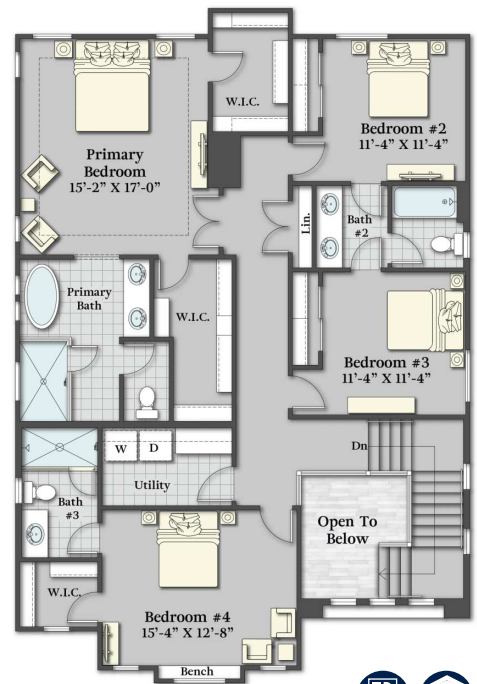 W.I.C.
Bedroom #2
11'-4" X 11'-4"
Primary
Bedroom
15'-2" X 17'-0"
Lin.
Bath
#2
Primary
Bath
W.I.C.
Bedroom #3
11'-4" X 11'-4"
W D
Utility
Dn
Bath
#3
Open To
Below
W.I.C.
Bedroom #4
15'-4" X 12'-8"
Bench